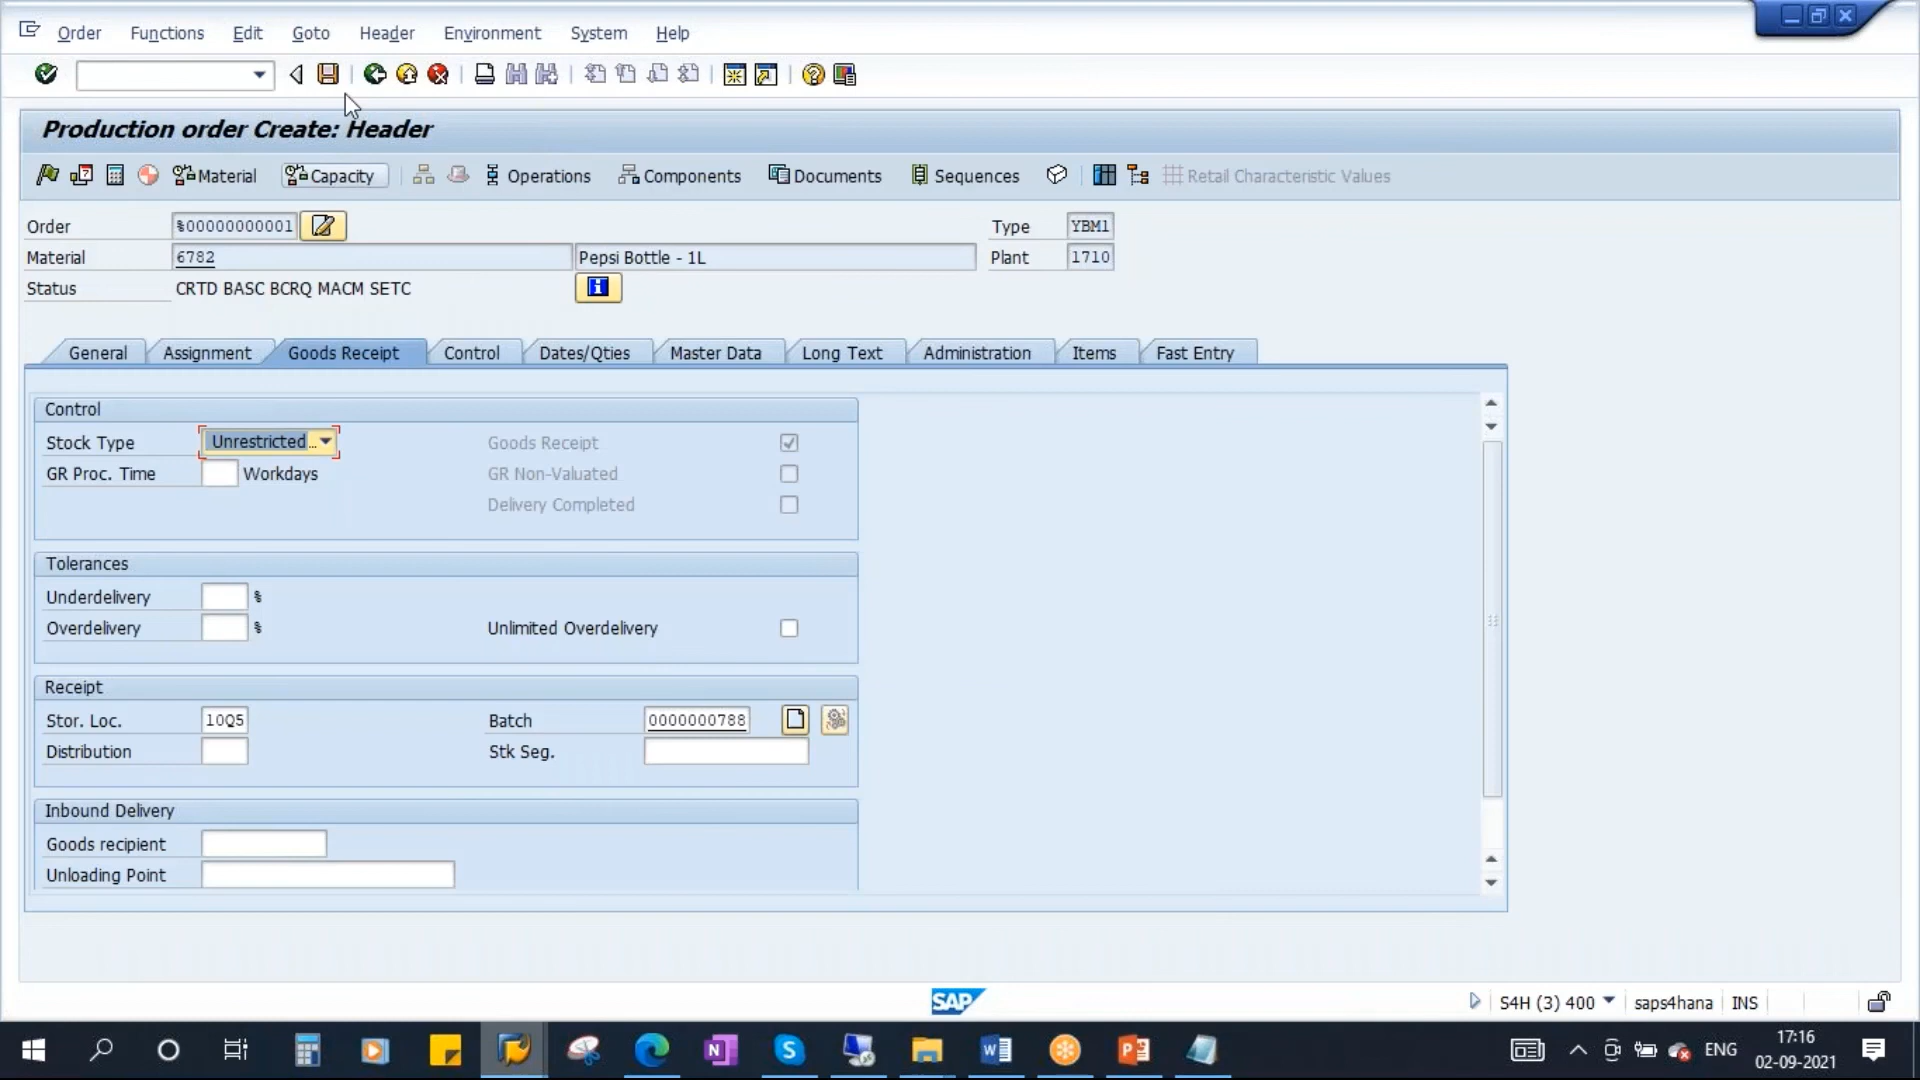 Order Functions Edit Goto Header Environment System Help
Production order Create: Header
Material Capacity Operations Components Documents Sequences Retail Characteristic Values
Order %00000000001 Type YBM1
Material 6782 Pepsi Bottle - 1L Plant 1710
Status CRTD BASC BCRQ MACM SETC
General Assignment Goods Receipt Control Dates/Qties Master Data Long Text Administration Items Fast Entry
Control
Stock Type Unrestricted... Goods Receipt
GR Proc. Time Workdays GR Non-Valuated
Delivery Completed
Tolerances
Underdelivery %
Overdelivery % Unlimited Overdelivery
Receipt
Stor. Loc. 10Q5 Batch 0000000788
Distribution Stk Seg.
Inbound Delivery
Goods recipient
Unloading Point
SAP S4H (3) 400 saps4hana INS
ENG 17:16
02-09-2021